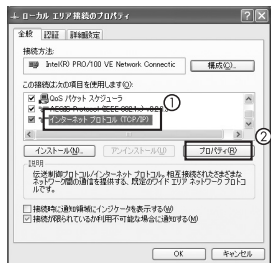 ローカル エリア接続のプロパティ
全般 認証 詳細設定
接続方法:
Intel(R) PRO/100 VE Network Connectic
構成(C)...
この接続は次の項目を使用します(O):
QoS パケット スケジューラ
①
AEGIS Protocol (IEEE 802.1x)
インターネット プロトコル (TCP/IP)
②
インストール(N)...
アンインストール(U)
プロパティ(R)
説明
伝送制御プロトコル/インターネット プロトコル。相互接続されたさまざまな
ネットワーク間の通信を提供する、既定のワイド エリア ネットワーク プロトコ
ルです。
接続時に通知領域にインジケータを表示する(W)
接続が限られているか利用不可能な場合に通知する(M)
OK
キャンセル